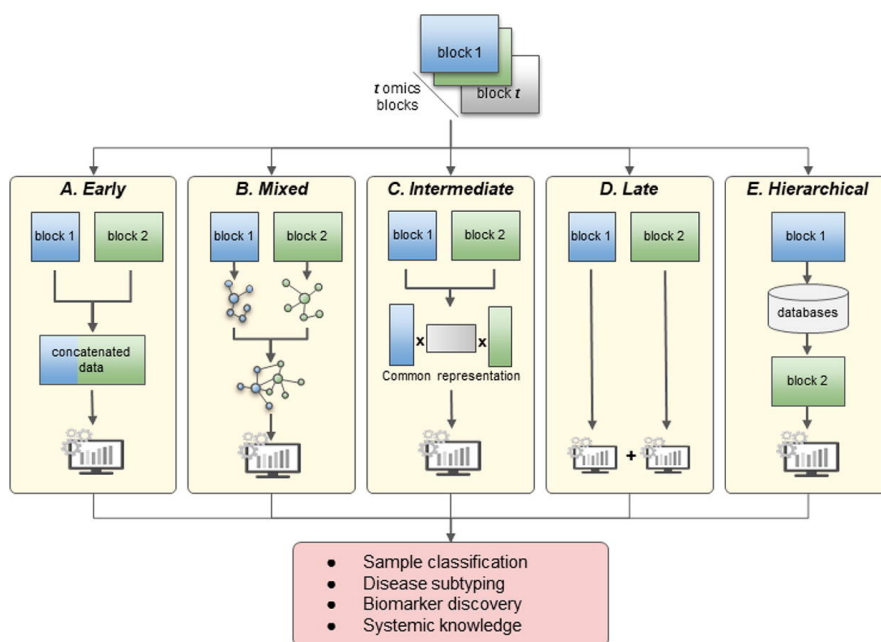 block 1
block t
t omics
blocks
A. Early
block 1
block 2
concatenated
data
B. Mixed
block 1
block 2
C. Intermediate
block 1
block 2
x
x
Common representation
D. Late
block 1
block 2
+
E. Hierarchical
block 1
databases
block 2
● Sample classification
● Disease subtyping
● Biomarker discovery
● Systemic knowledge